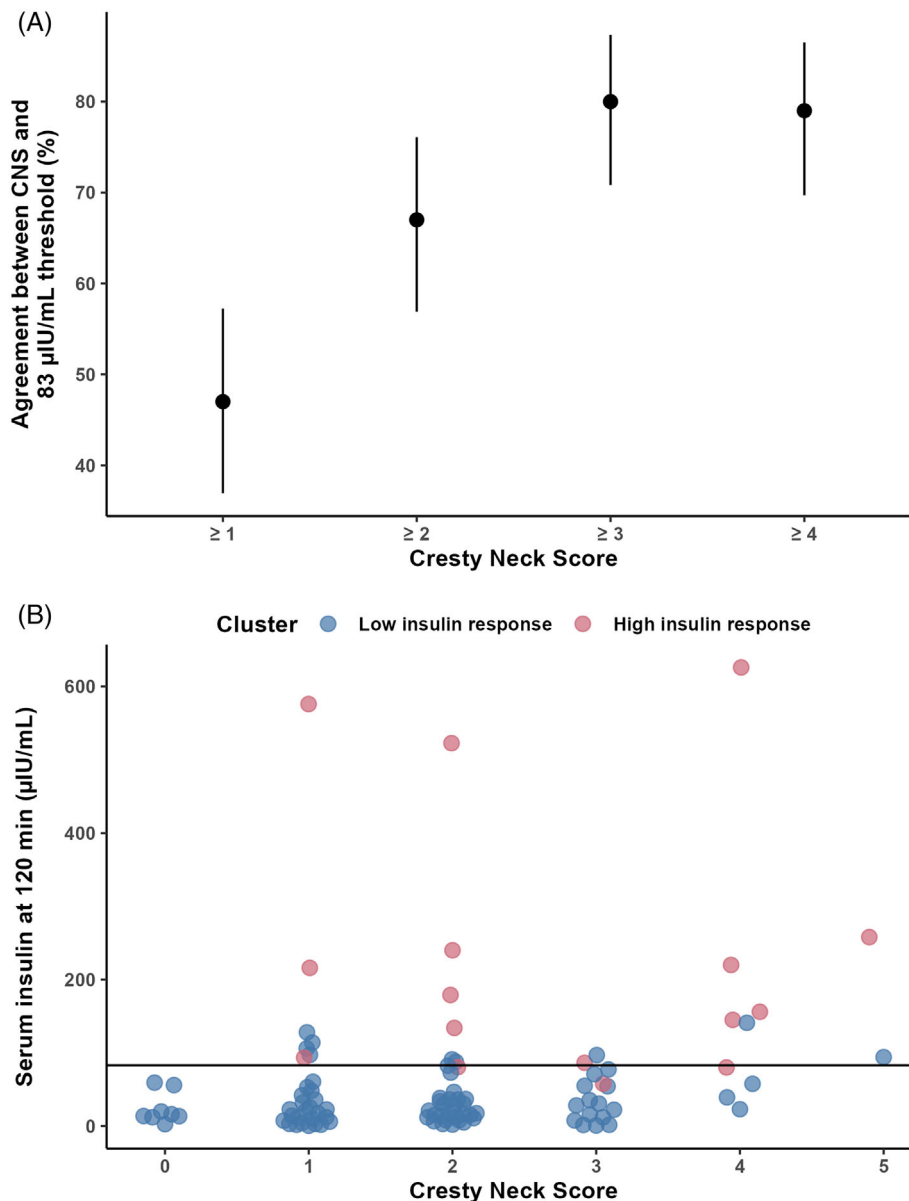 (A)
Agreement between CNS and
83 µIU/mL threshold (%)
80
70
60
50
40
≥ 1 ≥ 2 ≥ 3 ≥ 4
Cresty Neck Score
(B)
Cluster Low insulin response High insulin response
Serum insulin at 120 min (µIU/mL)
600
400
200
0
0 1 2 3 4 5
Cresty Neck Score